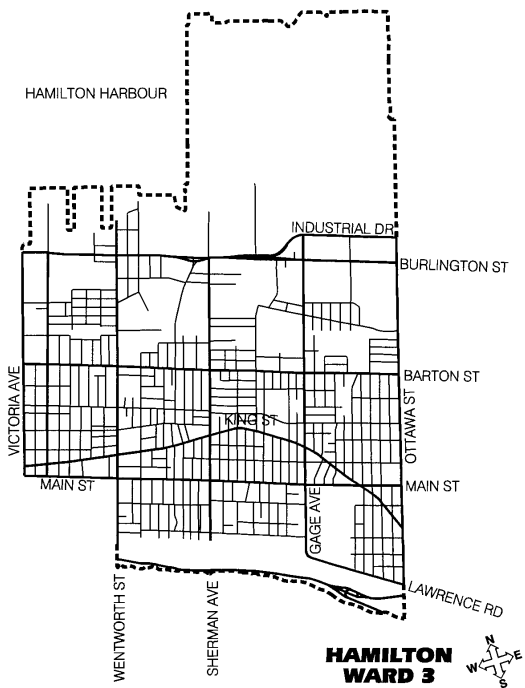 HAMILTON HARBOUR
INDUSTRIAL DR
BURLINGTON ST
BARTON ST
VICTORIA AVE
OTTAWA ST
KING ST
MAIN ST
MAIN ST
GAGE AVE
WENTWORTH ST
SHERMAN AVE
LAWRENCE RD
HAMILTON
WARD 3
N
W
E
S